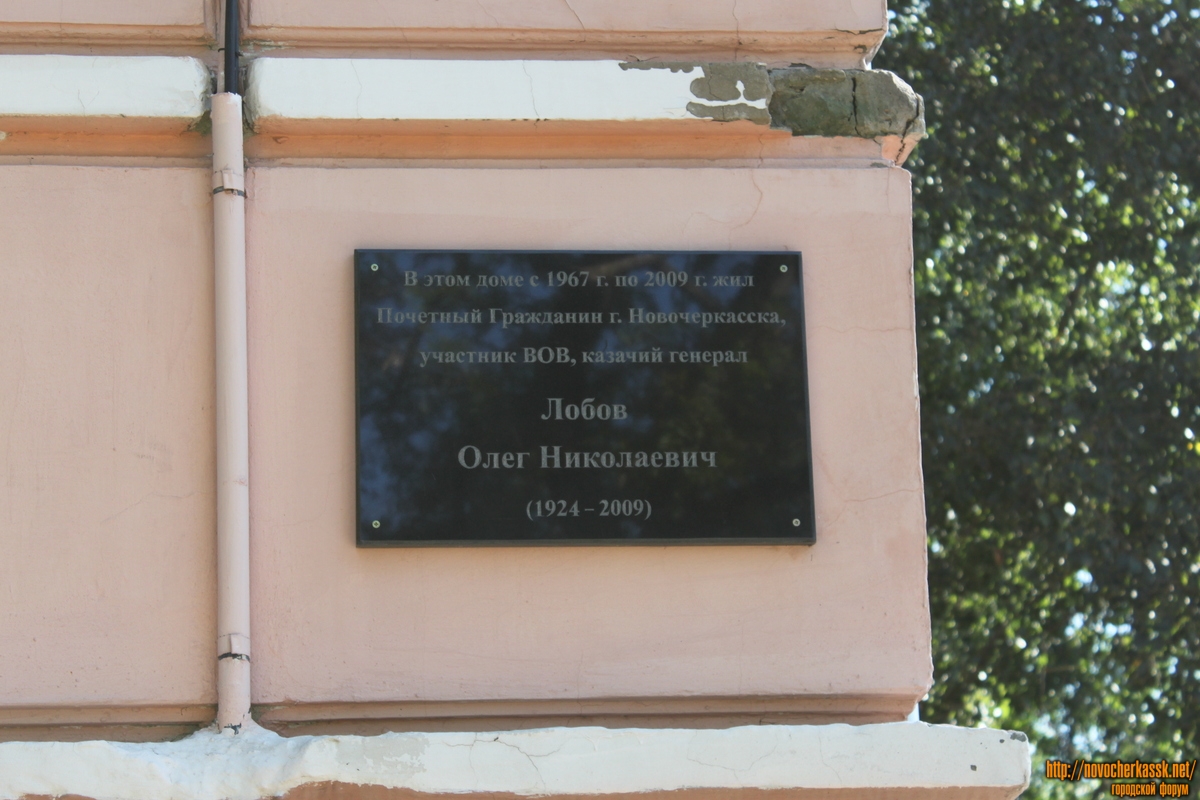 В этом доме с 1967 г. по 2009 г. жил
Почетный Гражданин г. Новочеркасска,
участник ВОВ, казачий генерал
Лобов
Олег Николаевич
(1924 – 2009)
http://novocherkassk.net/
городской форум